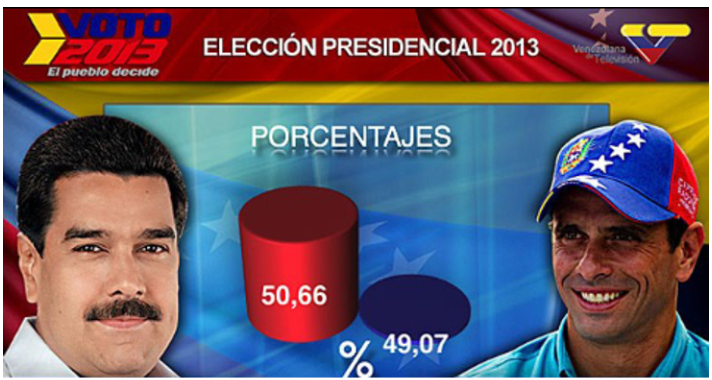 VOTO
2013
El pueblo decide
ELECCIÓN PRESIDENCIAL 2013
Venezolana
de Televisión
PORCENTAJES
50,66
49,07
%